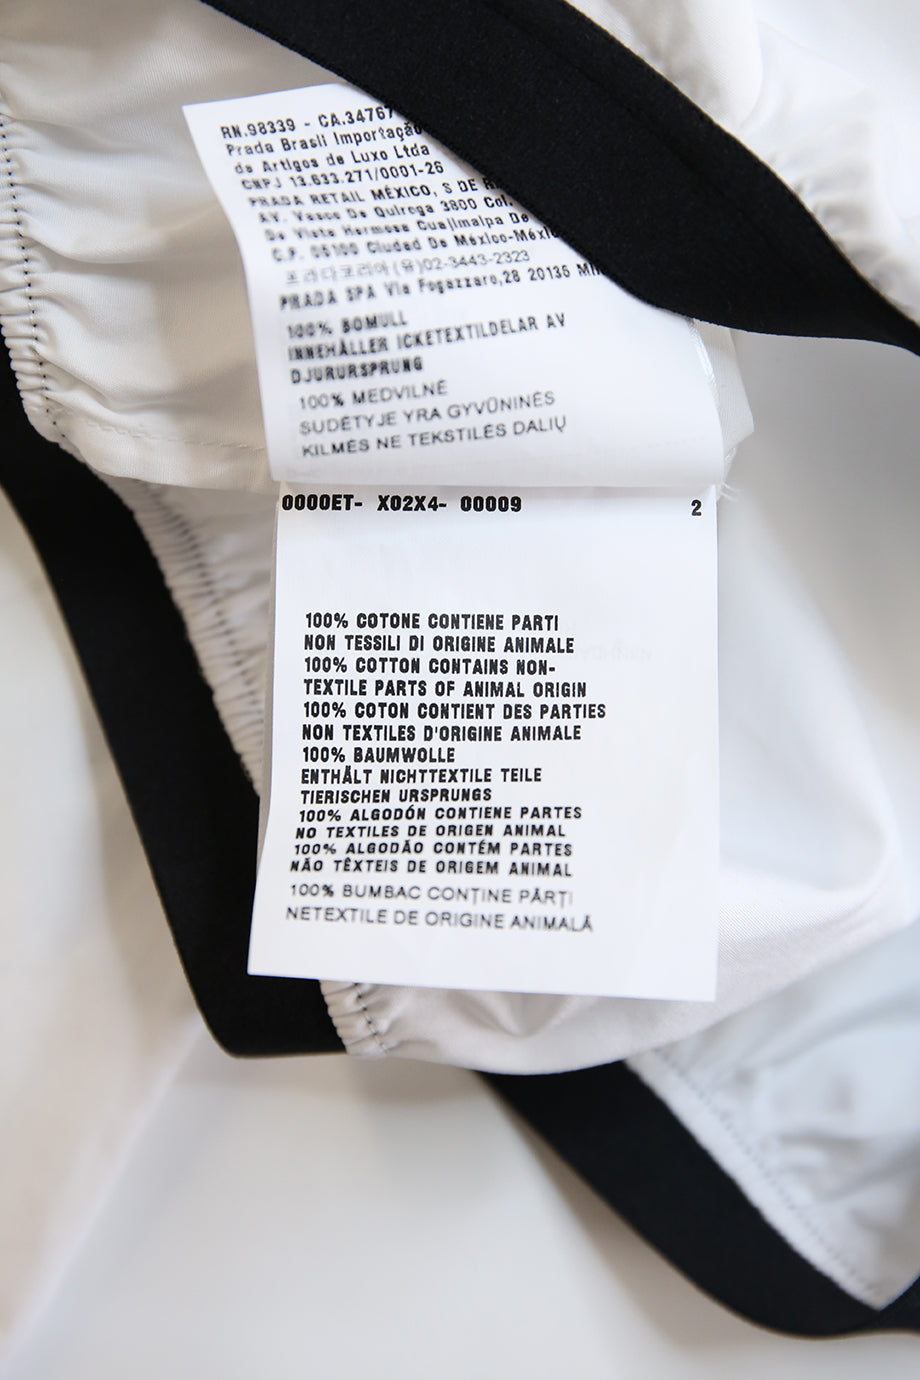 RN.98339 - CA.34767
Prada Brasil Importação
de Artigos de Luxo Ltda
CNPJ 13.633.271/0001-26
PRADA RETAIL MÉXICO, S DE
AV. Vasco De Quiroga 3800 Col.
De Vista Hermosa Cuajimalpa De
C.P. 05100 Ciudad De México-Méxi
프라다코리아(유)02-3443-2323
PRADA SPA Via Fogazzaro,28 20135
100% BOMULL
INNEHÅLLER ICKETEXTILDELAR AV
DJURURSPRUNG
100% MEDVILNĖ
SUDĖTYJE YRA GYVŪNINĖS
KILMĖS NE TEKSTILĖS DALIŲ
0000ET- X02X4- 00009 2
100% COTONE CONTIENE PARTI
NON TESSILI DI ORIGINE ANIMALE
100% COTTON CONTAINS NON-
TEXTILE PARTS OF ANIMAL ORIGIN
100% COTON CONTIENT DES PARTIES
NON TEXTILES D'ORIGINE ANIMALE
100% BAUMWOLLE
ENTHÄLT NICHTTEXTILE TEILE
TIERISCHEN URSPRUNGS
100% ALGODÓN CONTIENE PARTES
NO TEXTILES DE ORIGEN ANIMAL
100% ALGODÃO CONTÉM PARTES
NÃO TÊXTEIS DE ORIGEM ANIMAL
100% BUMBAC CONȚINE PĂRȚI
NETEXTILE DE ORIGINE ANIMALĂ